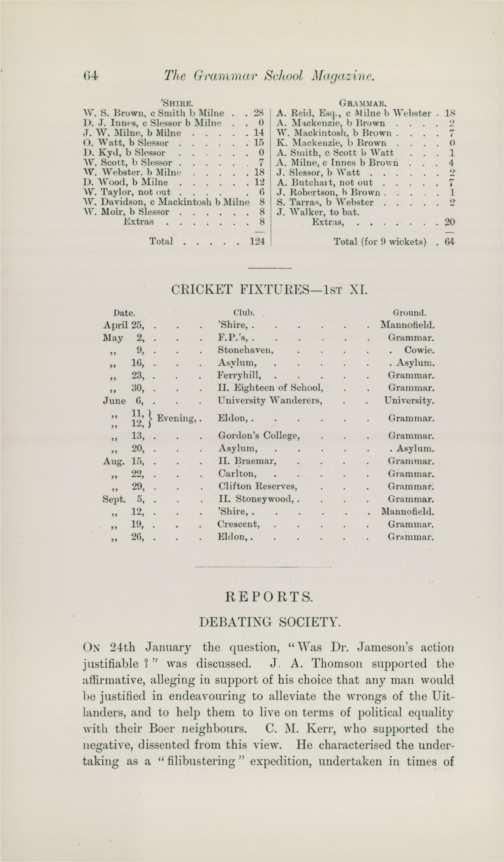 64 The Grammar School Magazine.
'SHIRE.
W. S. Brown, c Smith b Milne . . 28
D. J. Innes, c Slessor b Milne . . 0
J. W. Milne, b Milne . . . . . 14
O. Watt, b Slessor . . . . . . 15
D. Kyd, b Slessor . . . . . . 0
W. Scott, b Slessor . . . . . . 7
W. Webster, b Milne . . . . . 18
D. Wood, b Milne . . . . . . 12
W. Taylor, not out . . . . . . 6
W. Davidson, c Mackintosh b Milne 8
W. Moir, b Slessor . . . . . . 8
Extras . . . . . . . 8
Total . . . . . 124
GRAMMAR.
A. Reid, Esq., c Milne b Webster . 18
A. Mackenzie, b Brown . . . . 2
W. Mackintosh, b Brown . . . . 7
K. Mackenzie, b Brown . . . . 0
A. Smith, c Scott b Watt . . . . 1
A. Milne, c Innes b Brown . . . 4
J. Slessor, b Watt . . . . . . 2
A. Butchart, not out . . . . . 7
J. Robertson, b Brown . . . . . 1
S. Tarras, b Webster . . . . . 2
J. Walker, to bat.
Extras, . . . . . . . 20
Total (for 9 wickets) . 64
CRICKET FIXTURES—1ST XI.
Date. Club. Ground.
April 25, . . . 'Shire, . . . . . . Mannofield.
May 2, . . . F.P.'s, . . . . . . Grammar.
,, 9, . . . Stonehaven, . . . . . Cowie.
,, 16, . . . Asylum, . . . . . . Asylum.
,, 23, . . . Ferryhill, . . . . . Grammar.
,, 30, . . . II. Eighteen of School, . . . Grammar.
June 6, . . . University Wanderers, . . University.
,, 11, } Evening, . Eldon, . . . . . . Grammar.
,, 12, }
,, 13, . . . Gordon's College, . . . . Grammar.
,, 20, . . . Asylum, . . . . . . Asylum.
Aug. 15, . . . II. Braemar, . . . . . Grammar.
,, 22, . . . Carlton, . . . . . Grammar.
,, 29, . . . Clifton Reserves, . . . . Grammar.
Sept. 5, . . . II. Stoneywood, . . . . Grammar.
,, 12, . . . 'Shire, . . . . . . Mannofield.
,, 19, . . . Crescent, . . . . . Grammar.
,, 26, . . . Eldon, . . . . . . Grammar.
REPORTS.
DEBATING SOCIETY.
ON 24th January the question, "Was Dr. Jameson's action
justifiable?" was discussed. J. A. Thomson supported the
affirmative, alleging in support of his choice that any man would
be justified in endeavouring to alleviate the wrongs of the Uit-
landers, and to help them to live on terms of political equality
with their Boer neighbours. C. M. Kerr, who supported the
negative, dissented from this view. He characterised the under-
taking as a "filibustering" expedition, undertaken in times of